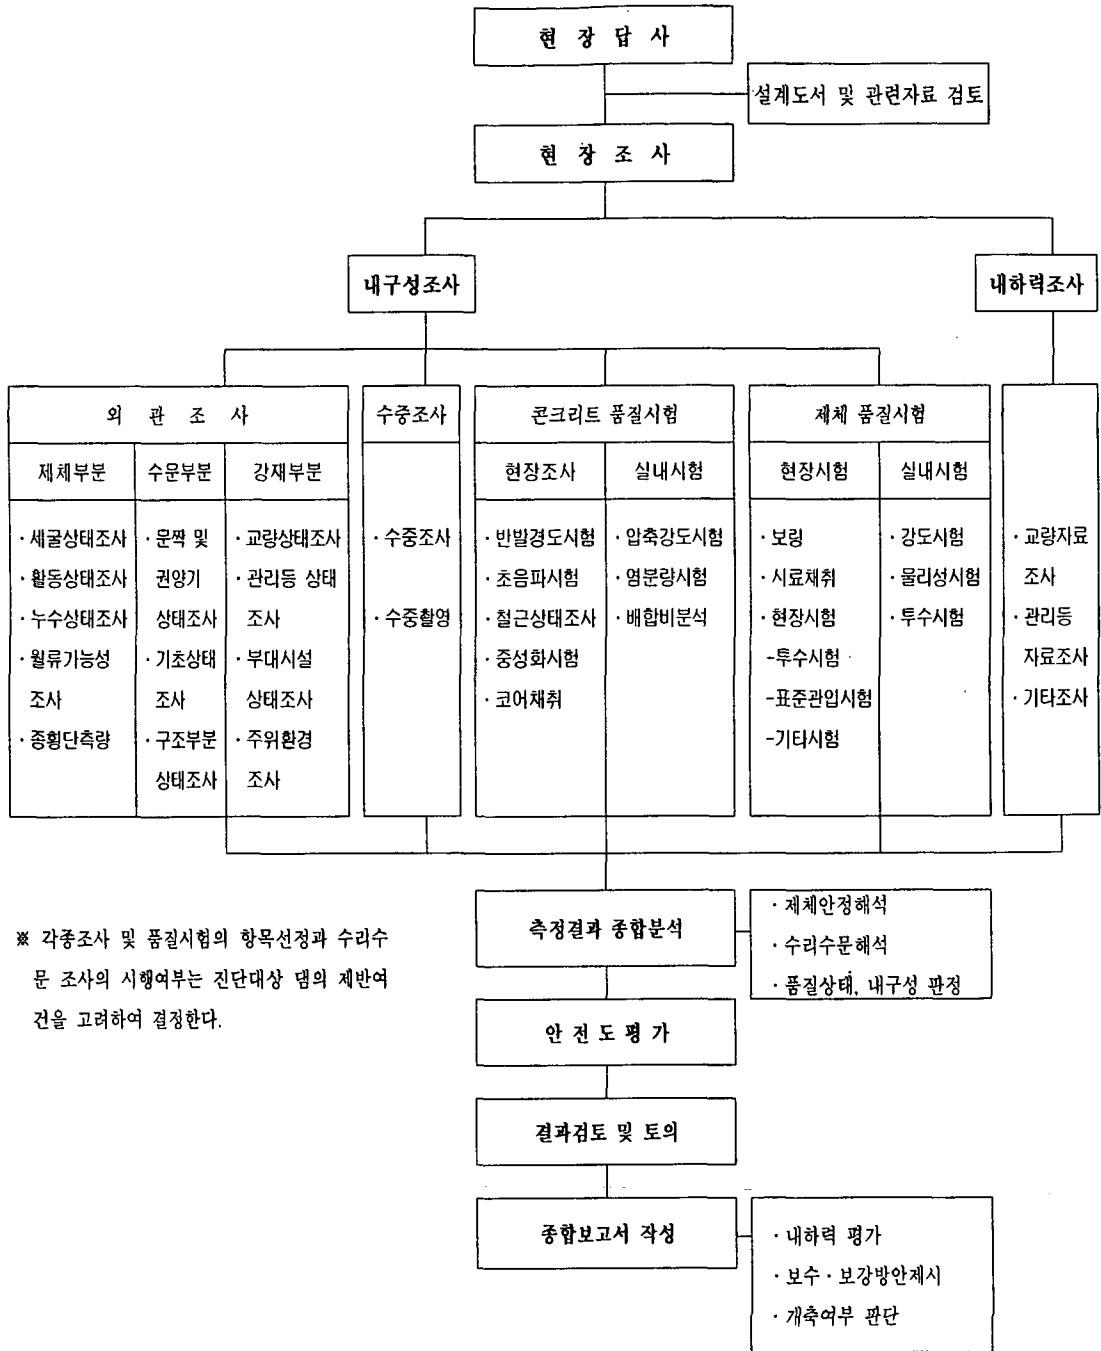 현 장 답 사
설계도서 및 관련자료 검토
현 장 조 사
내구성조사
내하력조사
외 관 조 사
제체부분
수문부분
강재부분
· 세굴상태조사
· 활동상태조사
· 누수상태조사
· 월류가능성
조사
· 종횡단측량
· 문짝 및
권양기
상태조사
· 기초상태
조사
· 구조부분
상태조사
· 교량상태조사
· 관리등 상태
조사
· 부대시설
상태조사
· 주위환경
조사
수중조사
· 수중조사
· 수중촬영
콘크리트 품질시험
현장조사
실내시험
· 반발경도시험
· 초음파시험
· 철근상태조사
· 중성화시험
· 코어채취
· 압축강도시험
· 염분량시험
· 배합비분석
제체 품질시험
현장시험
실내시험
· 보링
· 시료채취
· 현장시험
-투수시험
-표준관입시험
-기타시험
· 강도시험
· 물리성시험
· 투수시험
· 교량자료
조사
· 관리등
자료조사
· 기타조사
측정결과 종합분석
· 제체안정해석
· 수리수문해석
· 품질상태, 내구성 판정
※ 각종조사 및 품질시험의 항목선정과 수리수
문 조사의 시행여부는 진단대상 댐의 제반여
건을 고려하여 결정한다.
안 전 도 평 가
결과검토 및 토의
종합보고서 작성
· 내하력 평가
· 보수 · 보강방안제시
· 개축여부 판단